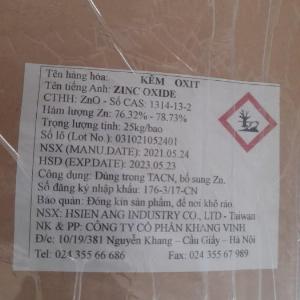 Tên hàng hóa: KẼM OXIT
Tên tiếng Anh: ZINC OXIDE
CTHH: ZnO - Số CAS: 1314-13-2
Hàm lượng Zn: 76.32% - 78.73%
Trọng lượng tịnh: 25kg/bao
Số lô (Lot No.): 031021052401
NSX (MANU.DATE): 2021.05.24
HSD (EXP.DATE): 2023.05.23
Công dụng: Dùng trong TACN, bổ sung Zn.
Số đăng ký nhập khẩu: 176-3/17-CN
Bảo quản: Đóng kín sản phẩm, để nơi khô ráo
NSX: HSIEN ANG INDUSTRY CO., LTD - Taiwan
NK & PP: CÔNG TY CỔ PHẦN KHANG VINH
Đ/c: 10/19/381 Nguyễn Khang – Cầu Giấy – Hà Nội
Tel: 024 355 66 686 Fax: 024 355 67 989